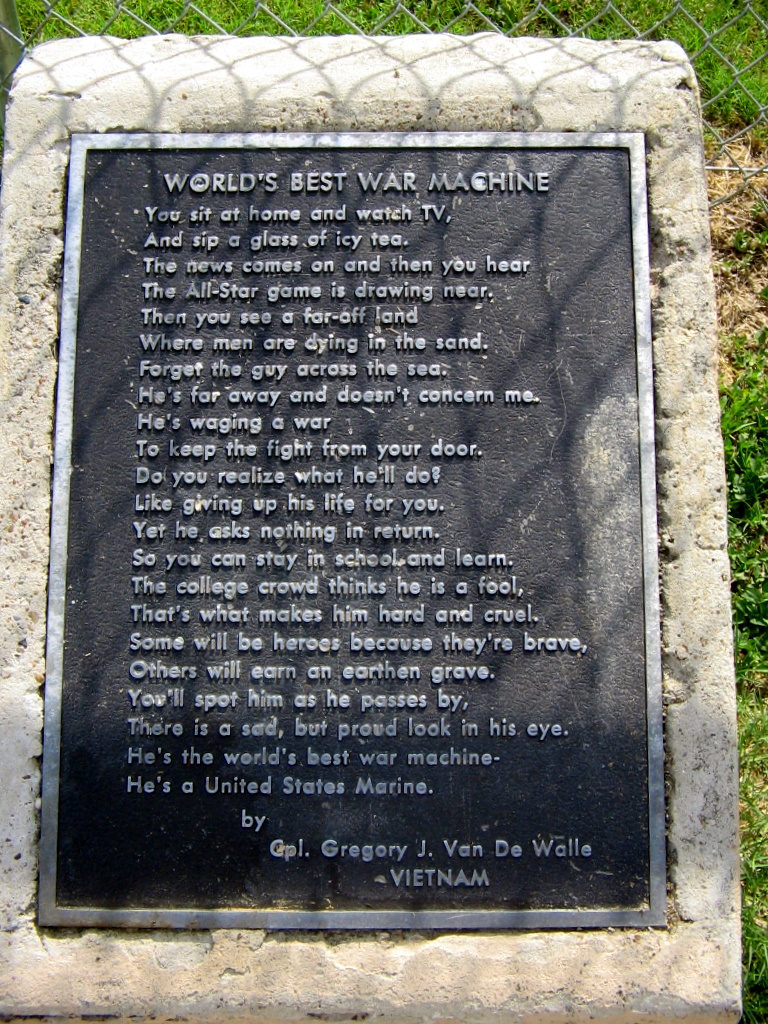 WORLD'S BEST WAR MACHINE
You sit at home and watch TV,
And sip a glass of icy tea.
The news comes on and then you hear
The All-Star game is drawing near.
Then you see a far-off land
Where men are dying in the sand.
Forget the guy across the sea.
He's far away and doesn't concern me.
He's waging a war
To keep the fight from your door.
Do you realize what he'll do?
Like giving up his life for you.
Yet he asks nothing in return.
So you can stay in school and learn.
The college crowd thinks he is a fool,
That's what makes him hard and cruel.
Some will be heroes because they're brave,
Others will earn an earthen grave.
You'll spot him as he passes by,
There is a sad, but proud look in his eye.
He's the world's best war machine-
He's a United States Marine.
by
Cpl. Gregory J. Van De Walle
VIETNAM